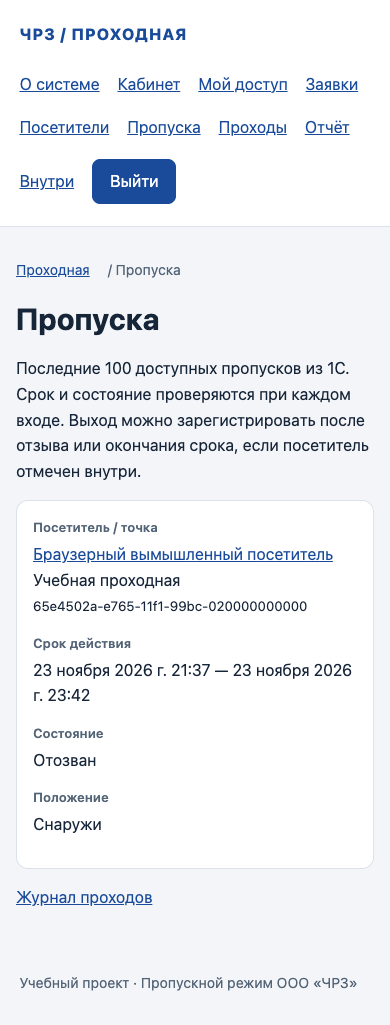 ЧРЗ / ПРОХОДНАЯ
О системе Кабинет Мой доступ Заявки
Посетители Пропуска Проходы Отчёт
Внутри Выйти
Проходная / Пропуска
Пропуска
Последние 100 доступных пропусков из 1С.
Срок и состояние проверяются при каждом
входе. Выход можно зарегистрировать после
отзыва или окончания срока, если посетитель
отмечен внутри.
Посетитель / точка
Браузерный вымышленный посетитель
Учебная проходная
65e4502a-e765-11f1-99bc-020000000000
Срок действия
23 ноября 2026 г. 21:37 — 23 ноября 2026
г. 23:42
Состояние
Отозван
Положение
Снаружи
Журнал проходов
Учебный проект · Пропускной режим ООО «ЧРЗ»